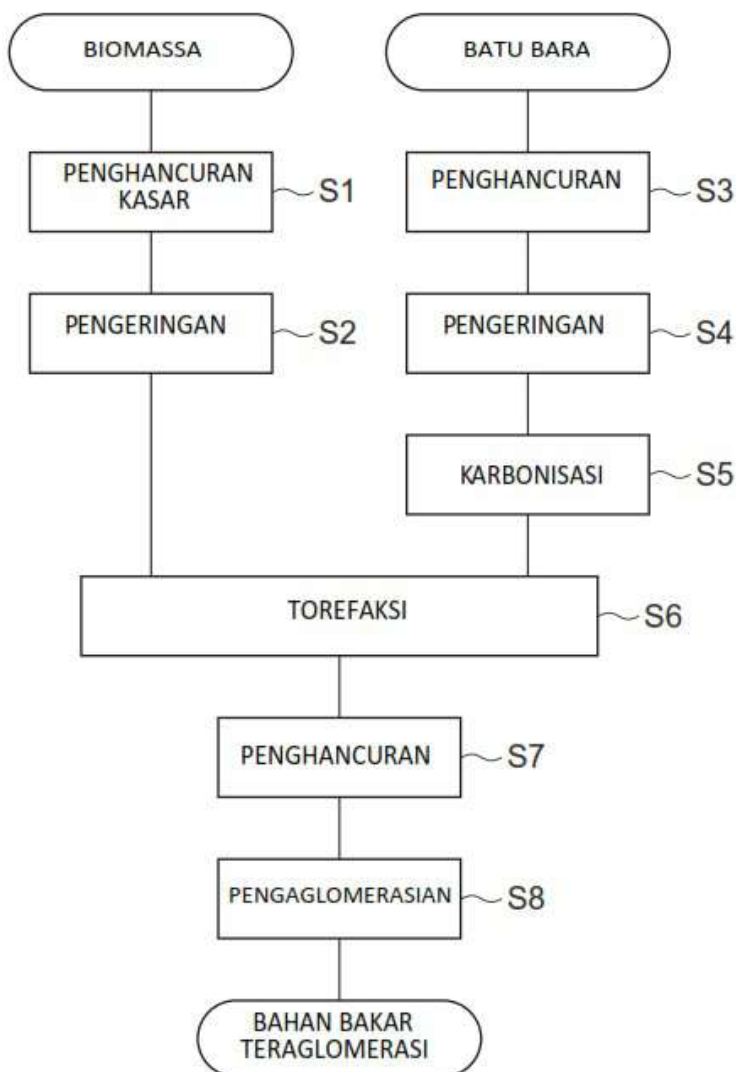 BIOMASSA
BATU BARA
PENGHANCURAN
KASAR
S1
PENGHANCURAN
S3
PENGERINGAN
S2
PENGERINGAN
S4
KARBONISASI
S5
TOREFAKSI
S6
PENGHANCURAN
S7
PENGAGLOMERASIAN
S8
BAHAN BAKAR
TERAGLOMERASI